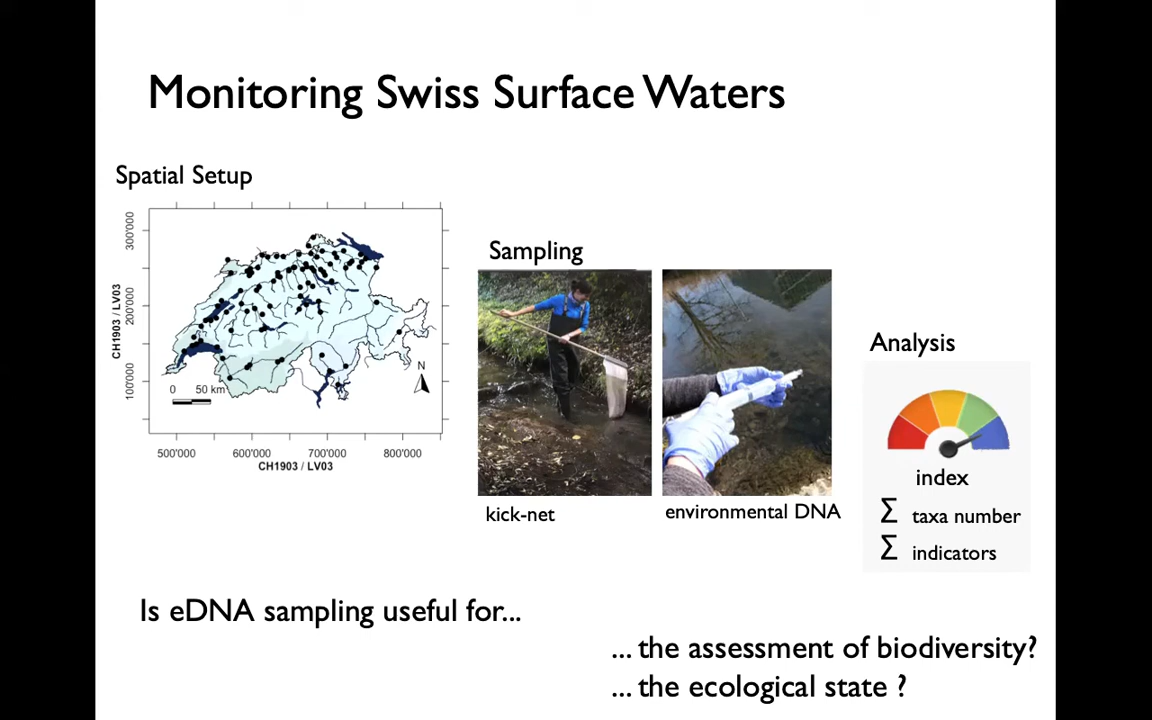 Monitoring Swiss Surface Waters
Spatial Setup
300'000
200'000
100'000
CH1903 / LV03
N
0 50 km
500'000 600'000 700'000 800'000
CH1903 / LV03
Sampling
kick-net
environmental DNA
Analysis
index
Σ taxa number
Σ indicators
Is eDNA sampling useful for...
... the assessment of biodiversity?
... the ecological state ?